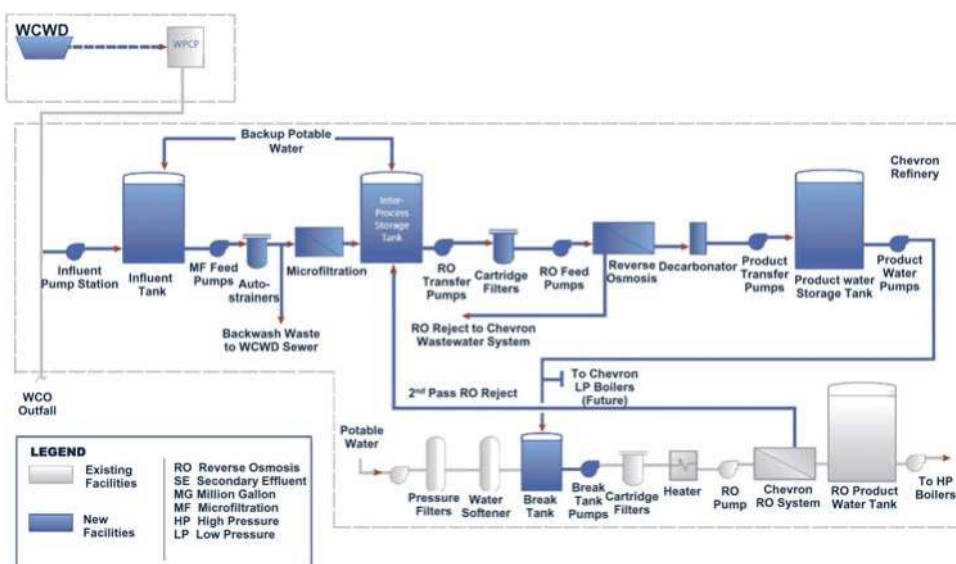 WCWD
WPCP
Backup Potable
Water
Chevron
Refinery
Inter-
Process
Storage
Tank
Influent
Pump Station
Influent
Tank
MF Feed
Pumps
Auto-
strainers
Microfiltration
RO
Transfer
Pumps
Cartridge
Filters
RO Feed
Pumps
Reverse
Osmosis
Decarbonator
Product
Transfer
Pumps
Product water
Storage Tank
Product
Water
Pumps
Backwash Waste
to WCWD Sewer
RO Reject to Chevron
Wastewater System
WCO
Outfall
2nd Pass RO Reject
To Chevron
LP Boilers
(Future)
Potable
Water
Pressure
Filters
Water
Softener
Break
Tank
Break
Tank
Pumps
Cartridge
Filters
Heater
RO
Pump
Chevron
RO System
RO Product
Water Tank
To HP
Boilers
LEGEND
Existing
Facilities
New
Facilities
RO Reverse Osmosis
SE Secondary Effluent
MG Million Gallon
MF Microfiltration
HP High Pressure
LP Low Pressure